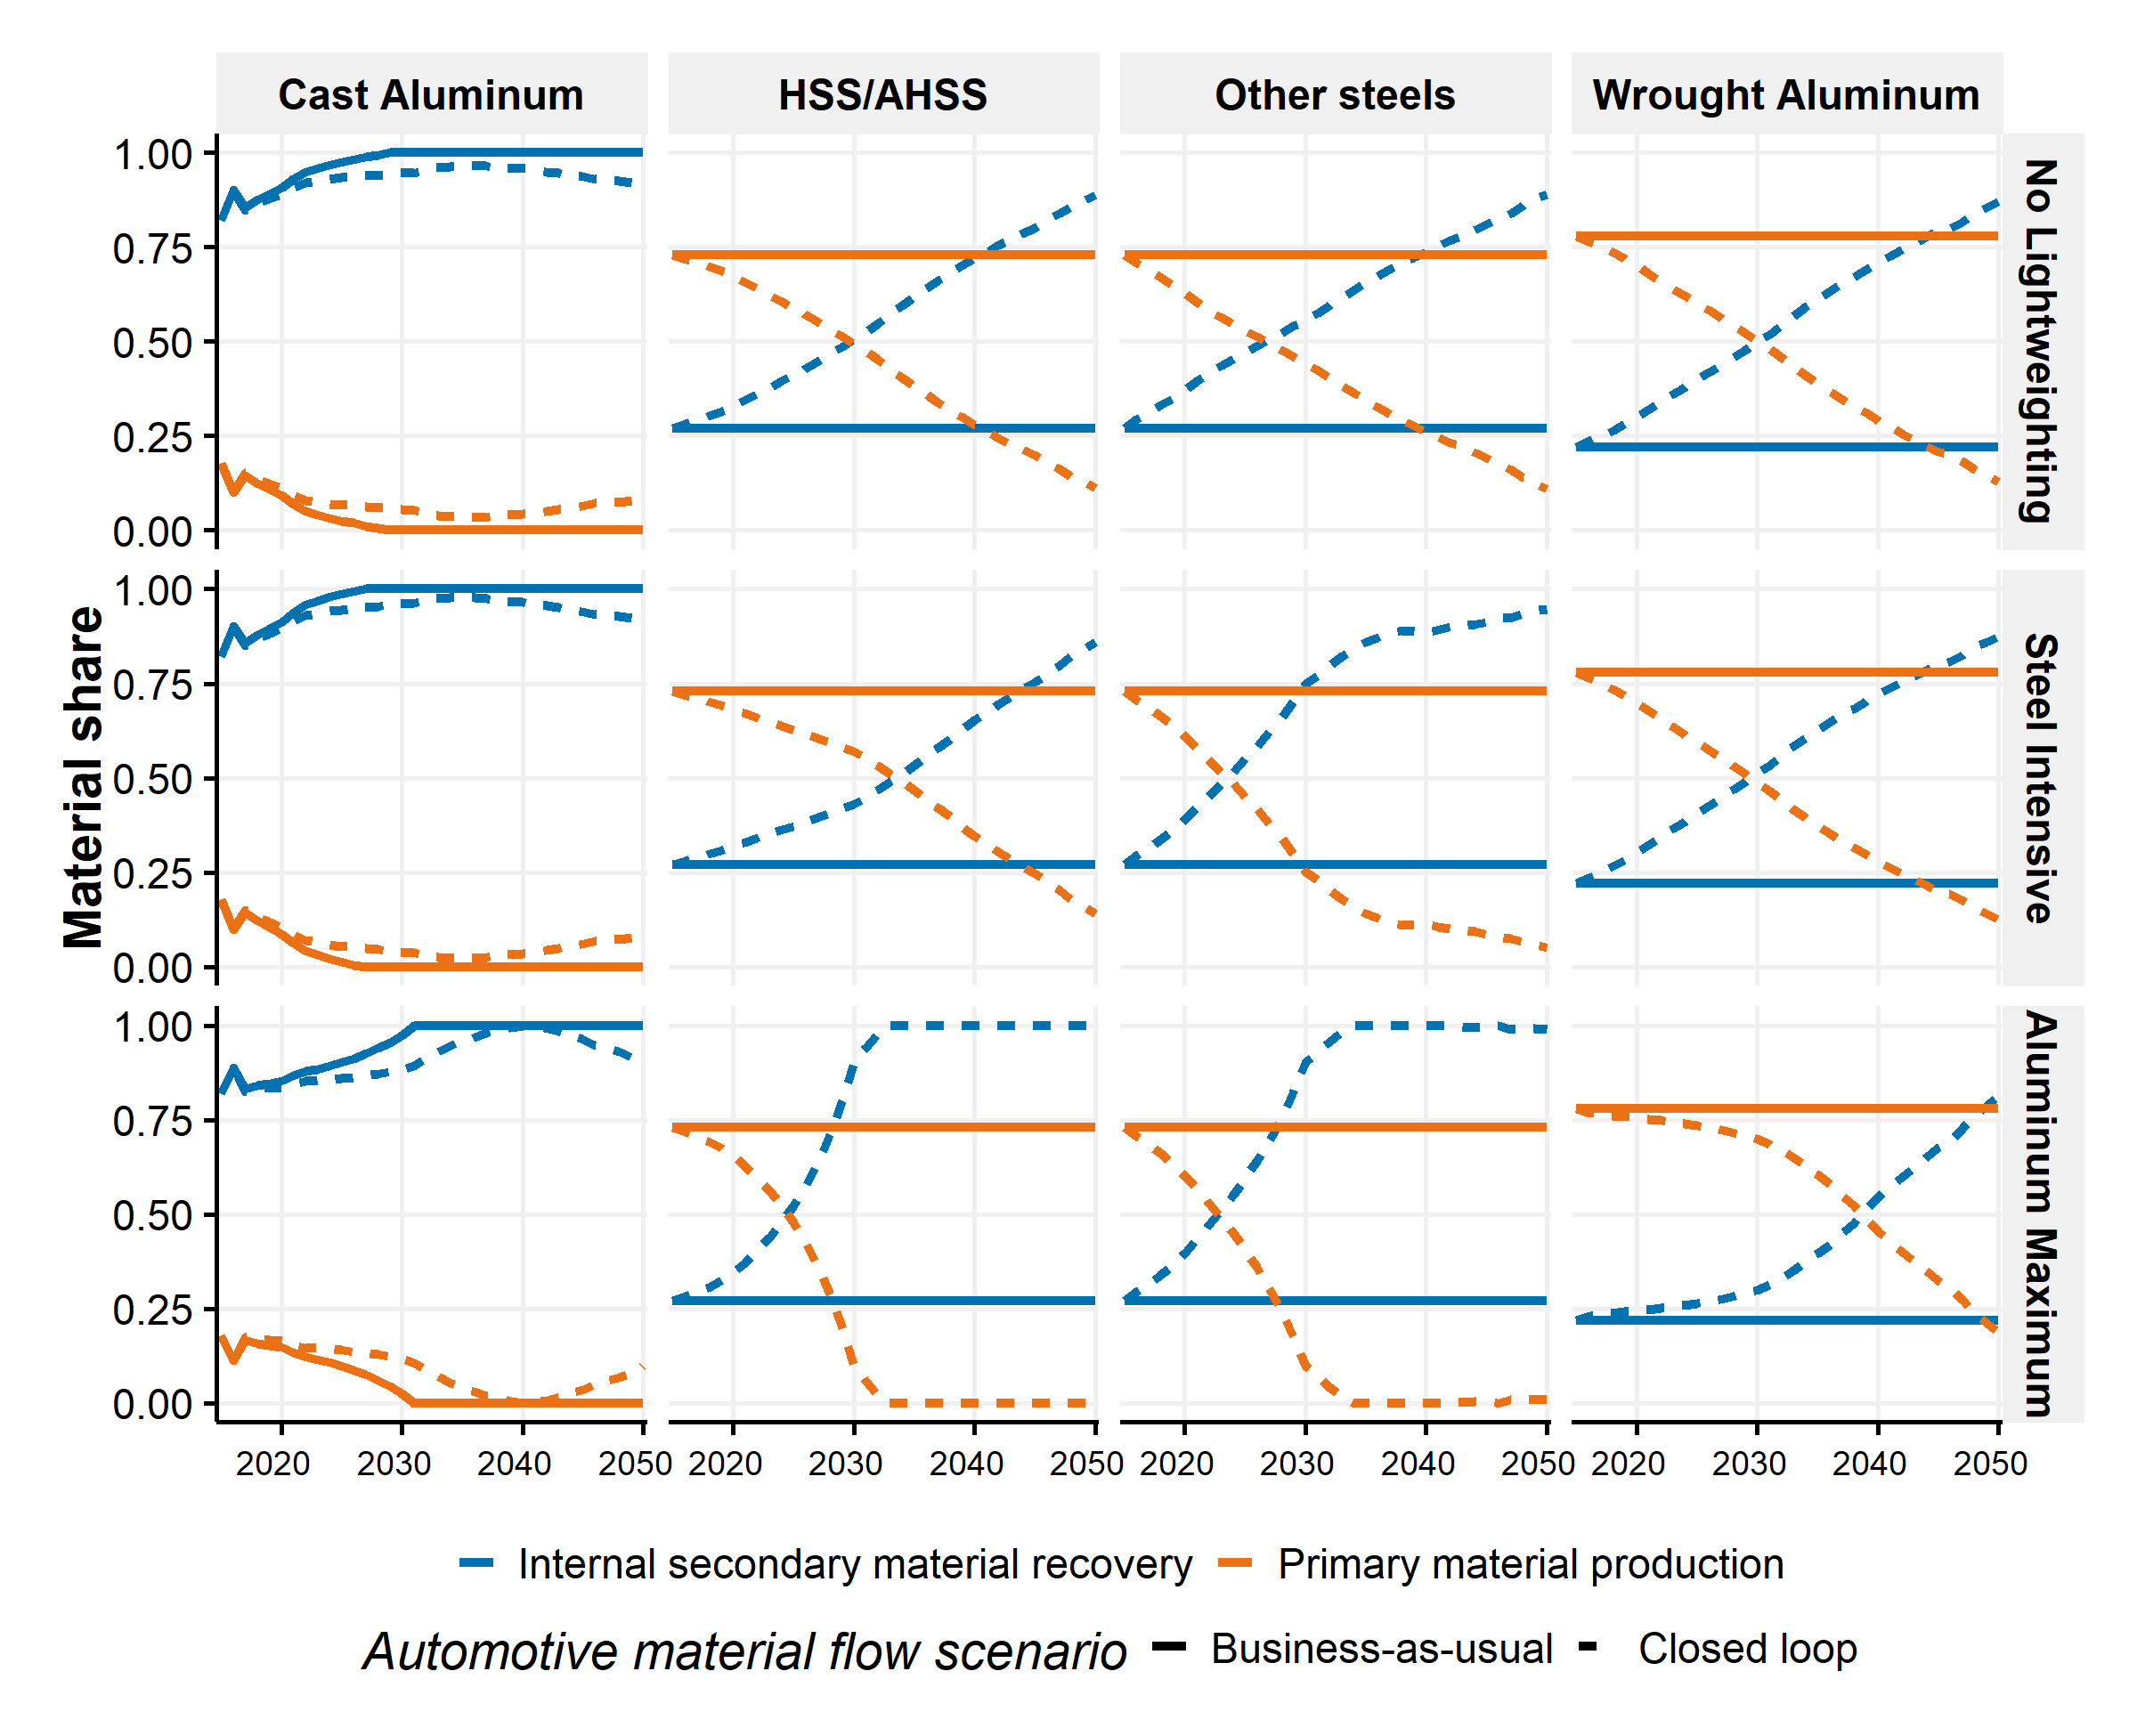 Cast Aluminum HSS/AHSS Other steels Wrought Aluminum
1.00
0.75
0.50
0.25
0.00
No Lightweighting
1.00
0.75
0.50
0.25
0.00
Steel Intensive
1.00
0.75
0.50
0.25
0.00
Aluminum Maximum
Material share
2020 2030 2040 2050 2020 2030 2040 2050 2020 2030 2040 2050 2020 2030 2040 2050
Internal secondary material recovery Primary material production
Automotive material flow scenario Business-as-usual Closed loop